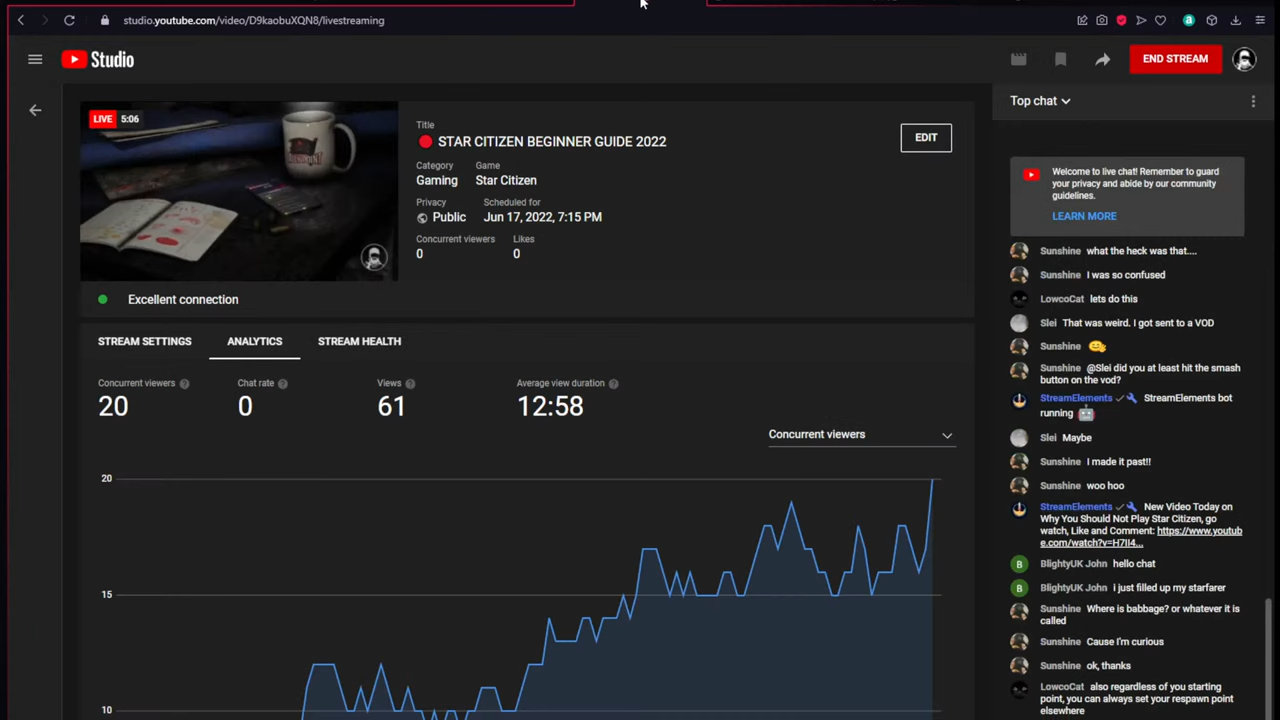 studio.youtube.com/video/D9kaobuXQN8/livestreaming
Studio
END STREAM
LIVE 5:06
Title
STAR CITIZEN BEGINNER GUIDE 2022
EDIT
Category Game
Gaming Star Citizen
Privacy Scheduled for
Public Jun 17, 2022, 7:15 PM
Concurrent viewers Likes
0 0
Excellent connection
STREAM SETTINGS ANALYTICS STREAM HEALTH
Concurrent viewers Chat rate Views Average view duration
20 0 61 12:58
Concurrent viewers
20
15
10
Top chat
Welcome to live chat! Remember to guard
your privacy and abide by our community
guidelines.
LEARN MORE
Sunshine what the heck was that....
Sunshine I was so confused
LowcoCat lets do this
Slei That was weird. I got sent to a VOD
Sunshine
Sunshine @Slei did you at least hit the smash
button on the vod?
StreamElements StreamElements bot
running
Slei Maybe
Sunshine I made it past!!
Sunshine woo hoo
StreamElements New Video Today on
Why You Should Not Play Star Citizen, go
watch, Like and Comment: https://www.youtub
e.com/watch?v=H7II4...
B BlightyUK John hello chat
B BlightyUK John i just filled up my starfarer
Sunshine Where is babbage? or whatever it is
called
Sunshine Cause I'm curious
Sunshine ok, thanks
LowcoCat also regardless of you starting
point, you can always set your respawn point
elsewhere